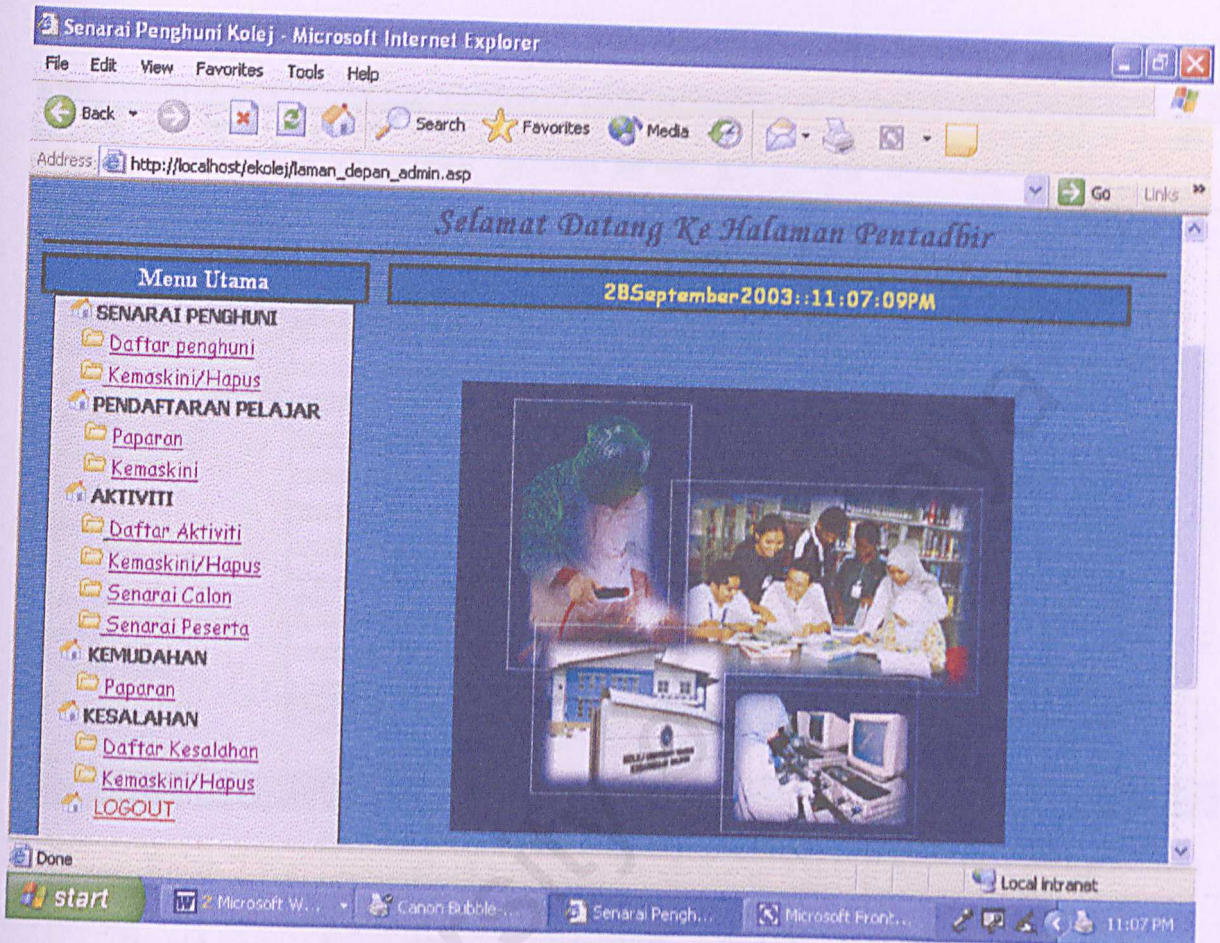 Senarai Penghuni Kolej - Microsoft Internet Explorer
File Edit View Favorites Tools Help
Back Search Favorites Media
Address http://localhost/ekolej/laman_depan_admin.asp Go Links »
Selamat Datang Ke Halaman Pentadbir
Menu Utama
28September2003::11:07:09PM
SENARAI PENGHUNI
Daftar penghuni
Kemaskini/Hapus
PENDAFTARAN PELAJAR
Paparan
Kemaskini
AKTIVITI
Daftar Aktiviti
Kemaskini/Hapus
Senarai Calon
Senarai Peserta
KEMUDAHAN
Paparan
KESALAHAN
Daftar Kesalahan
Kemaskini/Hapus
LOGOUT
Done Local intranet
start 2 Microsoft W... Canon Bubble-... Senarai Pengh... Microsoft Front... 11:07 PM